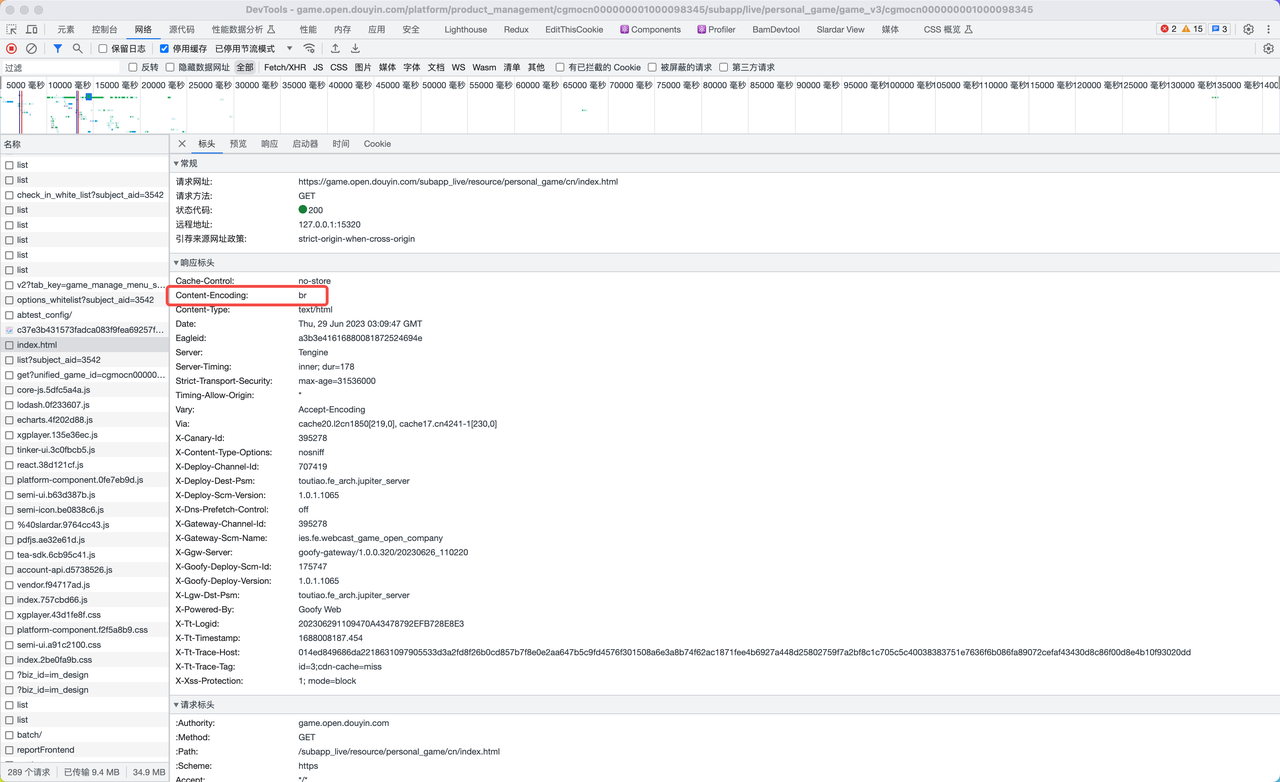 DevTools - game.open.douyin.com/platform/product_management/cgmocn000000001000098345/subapp/live/personal_game/game_v3/cgmocn000000001000098345
元素 控制台 网络 源代码 性能数据分析 性能 内存 应用 安全 Lighthouse Redux EditThisCookie Components Profiler BamDevtool Slardar View 媒体 CSS 概览 2 15 3
保留日志 停用缓存 已停用节流模式
过滤 反转 隐藏数据网址 全部 Fetch/XHR JS CSS 图片 媒体 字体 文档 WS Wasm 清单 其他 有已拦截的 Cookie 被屏蔽的请求 第三方请求
5000 毫秒 10000 毫秒 15000 毫秒 20000 毫秒 25000 毫秒 30000 毫秒 35000 毫秒 40000 毫秒 45000 毫秒 50000 毫秒 55000 毫秒 60000 毫秒 65000 毫秒 70000 毫秒 75000 毫秒 80000 毫秒 85000 毫秒 90000 毫秒 95000 毫秒 100000 毫秒 105000 毫秒 110000 毫秒 115000 毫秒 120000 毫秒 125000 毫秒 130000 毫秒 135000 毫秒
名称
list
list
check_in_white_list?subject_aid=3542
list
list
list
list
list
v2?tab_key=game_manage_menu_s...
options_whitelist?subject_aid=3542
abtest_config/
c37e3b431573fadca083f9fea69257f...
index.html
list?subject_aid=3542
get?unified_game_id=cgmocn00000...
core-js.5dfc5a4a.js
lodash.0f233607.js
echarts.4f202d88.js
xgplayer.135e36ec.js
tinker-ui.3c0fbcb5.js
react.38d121cf.js
platform-component.0fe7eb9d.js
semi-ui.b63d387b.js
semi-icon.be0838c6.js
%40slardar.9764cc43.js
pdfjs.ae32e61d.js
tea-sdk.6cb95c41.js
account-api.d5738526.js
vendor.f94717ad.js
index.757cbd66.js
xgplayer.43d1fe8f.css
platform-component.f2f5a8b9.css
semi-ui.a91c2100.css
index.2be0fa9b.css
?biz_id=im_design
?biz_id=im_design
list
list
batch/
reportFrontend
289 个请求 已传输 9.4 MB 34.9 MB
标头 预览 响应 启动器 时间 Cookie
常规
请求网址: https://game.open.douyin.com/subapp_live/resource/personal_game/cn/index.html
请求方法: GET
状态代码: 200
远程地址: 127.0.0.1:15320
引荐来源网址政策: strict-origin-when-cross-origin
响应标头
Cache-Control: no-store
Content-Encoding: br
Content-Type: text/html
Date: Thu, 29 Jun 2023 03:09:47 GMT
Eagleid: a3b3e41616880081872524694e
Server: Tengine
Server-Timing: inner; dur=178
Strict-Transport-Security: max-age=31536000
Timing-Allow-Origin: *
Vary: Accept-Encoding
Via: cache20.l2cn1850[219,0], cache17.cn4241-1[230,0]
X-Canary-Id: 395278
X-Content-Type-Options: nosniff
X-Deploy-Channel-Id: 707419
X-Deploy-Dest-Psm: toutiao.fe_arch.jupiter_server
X-Deploy-Scm-Version: 1.0.1.1065
X-Dns-Prefetch-Control: off
X-Gateway-Channel-Id: 395278
X-Gateway-Scm-Name: ies.fe.webcast_game_open_company
X-Ggw-Server: goofy-gateway/1.0.0.320/20230626_110220
X-Goofy-Deploy-Scm-Id: 175747
X-Goofy-Deploy-Version: 1.0.1.1065
X-Lgw-Dst-Psm: toutiao.fe_arch.jupiter_server
X-Powered-By: Goofy Web
X-Tt-Logid: 202306291109470A43478792EFB728E8E3
X-Tt-Timestamp: 1688008187.454
X-Tt-Trace-Host: 014ed849686da2218631097905533d3a2fd8f26b0cd857b7f8e0e2aa647b5c9fd4576f301508a6e3a8b74f62ac1871fee4b6927a448d25802759f7a2bf8c1c705c5c40038383751e7636f6b086fa89072cefaf43430d8c86f00d8e4b10f93020dd
X-Tt-Trace-Tag: id=3;cdn-cache=miss
X-Xss-Protection: 1; mode=block
请求标头
:Authority: game.open.douyin.com
:Method: GET
:Path: /subapp_live/resource/personal_game/cn/index.html
:Scheme: https
Accept: */*